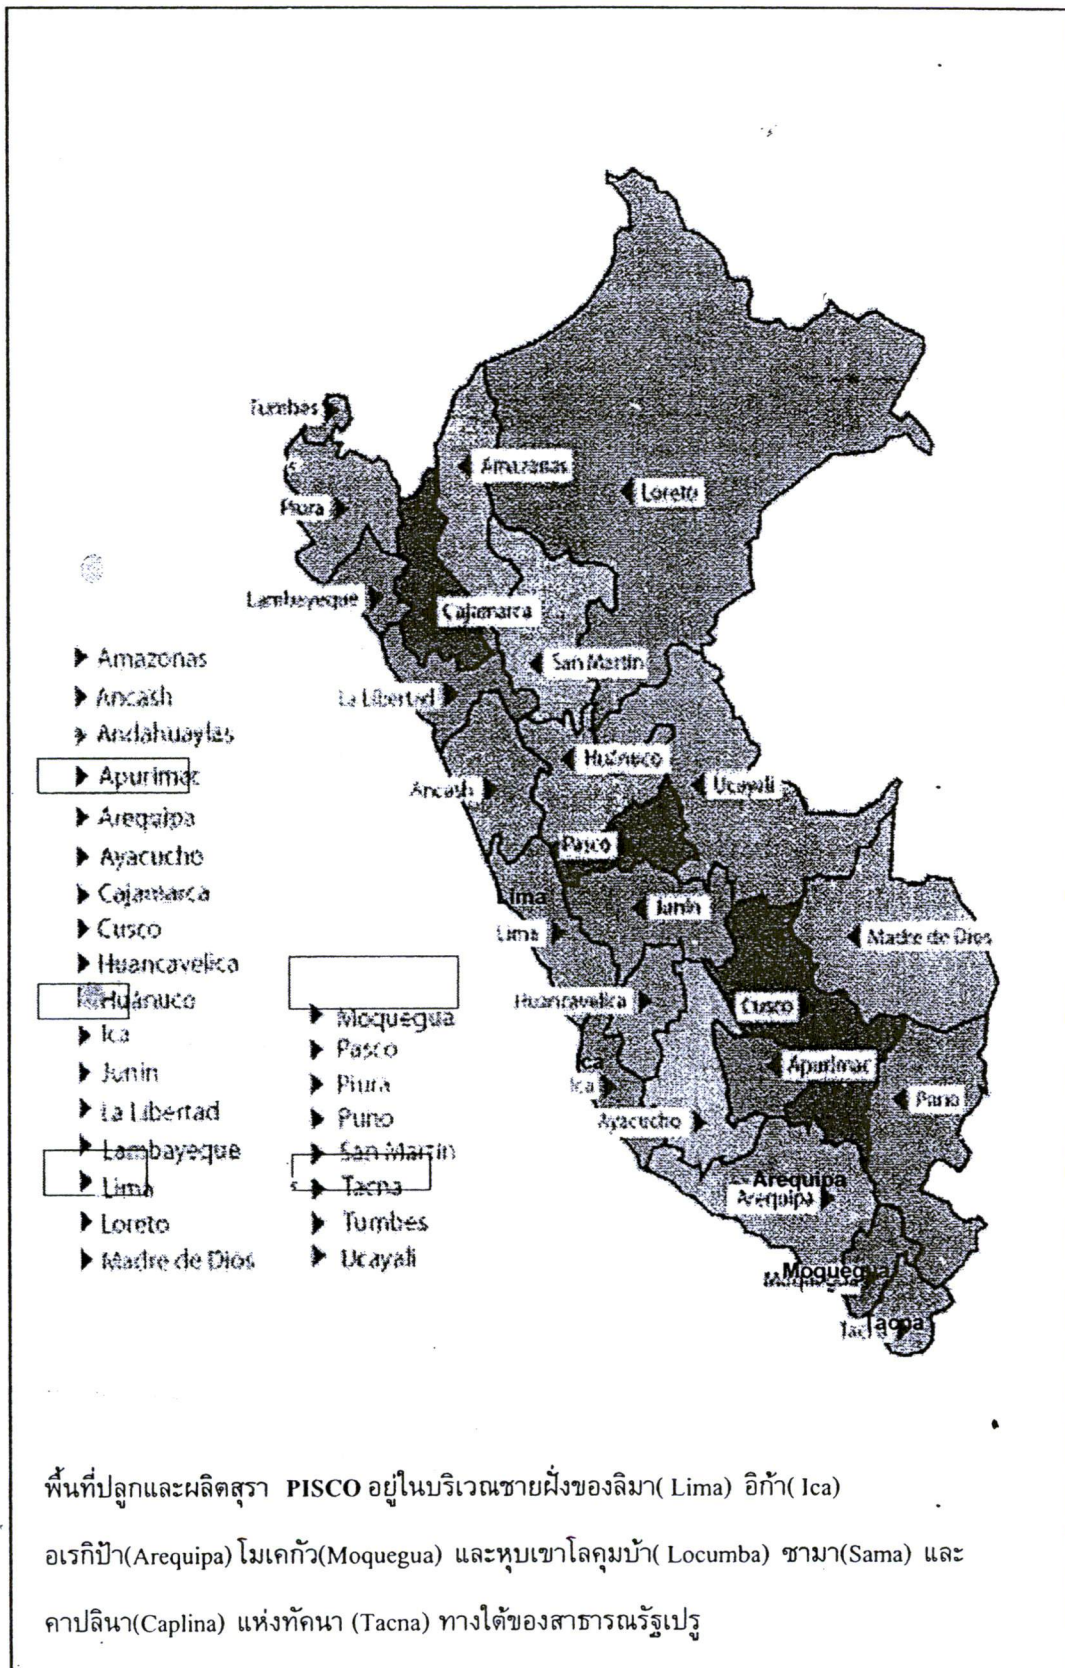 Tumbes
Amazonas
Loreto
Piura
Lambayeque
Cajamarca
San Martin
La Libertad
Huánuco
Ancash
Ucayali
Pasco
Lima
Junin
Lima
Madre de Dios
Huancavelica
Cusco
Ica
Apurimac
Ica
Puno
Ayacucho
Arequipa
Arequipa
Moquegua
Moquegua
Tacna
Tacna
Amazonas
Ancash
Andahuaylas
Apurimac
Arequipa
Ayacucho
Cajamarca
Cusco
Huancavelica
Huánuco
Ica
Junin
La Libertad
Lambayeque
Lima
Loreto
Madre de Dios
Moquegua
Pasco
Piura
Puno
San Martin
Tacna
Tumbes
Ucayali
พื้นที่ปลูกและผลิตสุรา PISCO อยู่ในบริเวณชายฝั่งของลิมา( Lima) อิก้า( Ica)
อเรกิป้า(Arequipa) โมเคกัว(Moquegua) และหุบเขาโลคุมบ้า( Locumba) ซามา(Sama) และ
คาปลินา(Caplina) แห่งทัคนา (Tacna) ทางใต้ของสาธารณรัฐเปรู